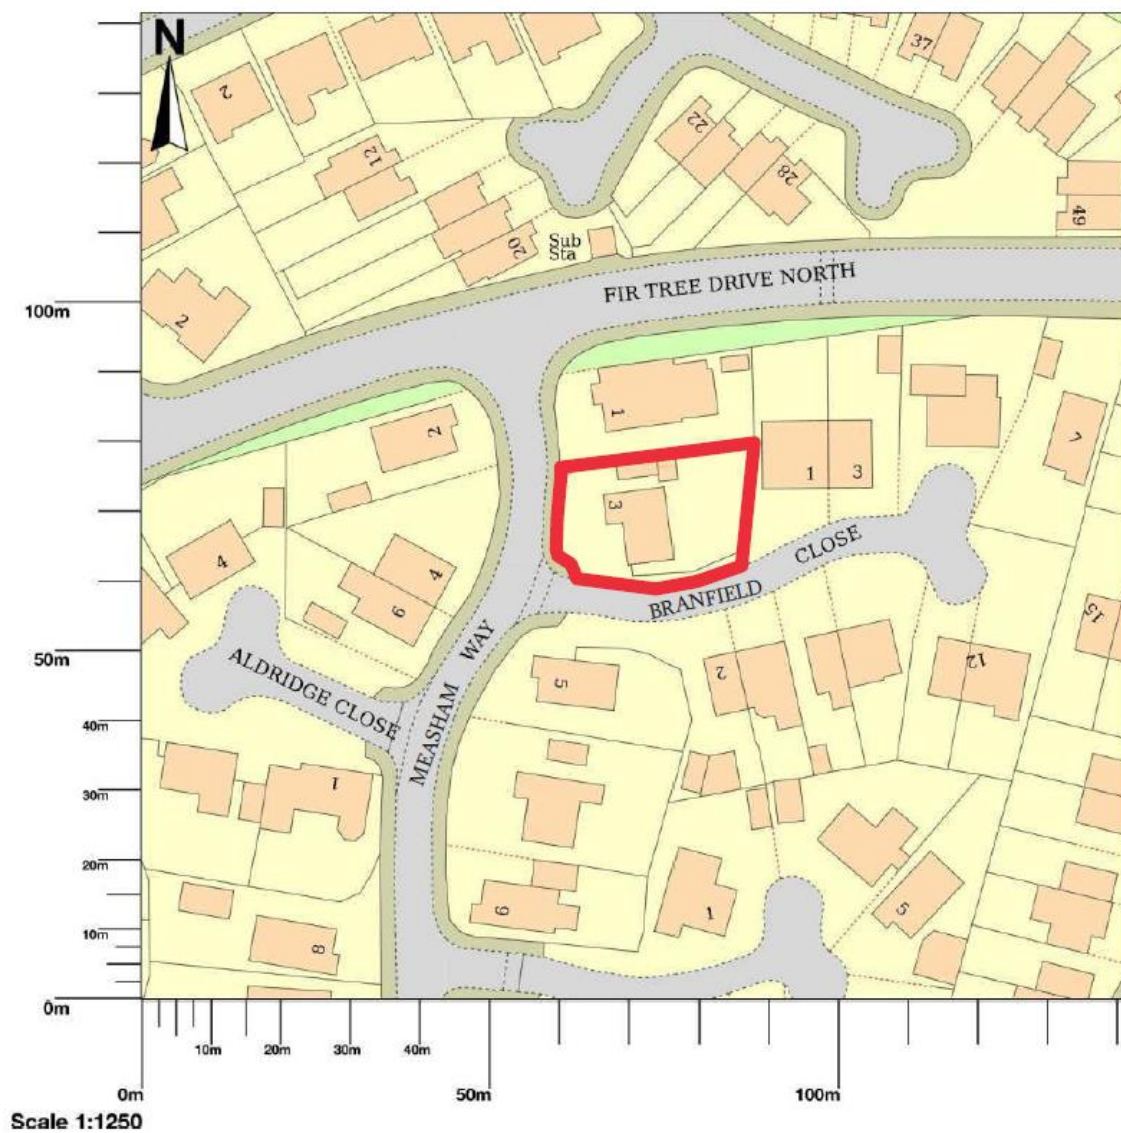 N
37
2
22
12
28
49
20
Sub
Sta
FIR TREE DRIVE NORTH
2
100m
1
2
7
1 3
3
4
4
6
CLOSE
BRANFIELD
15
50m
WAY
ALDRIDGE CLOSE
MEASHAM
5
2
12
40m
30m
1
20m
9
1
5
10m
8
0m
10m 20m 30m 40m
0m 50m 100m
Scale 1:1250